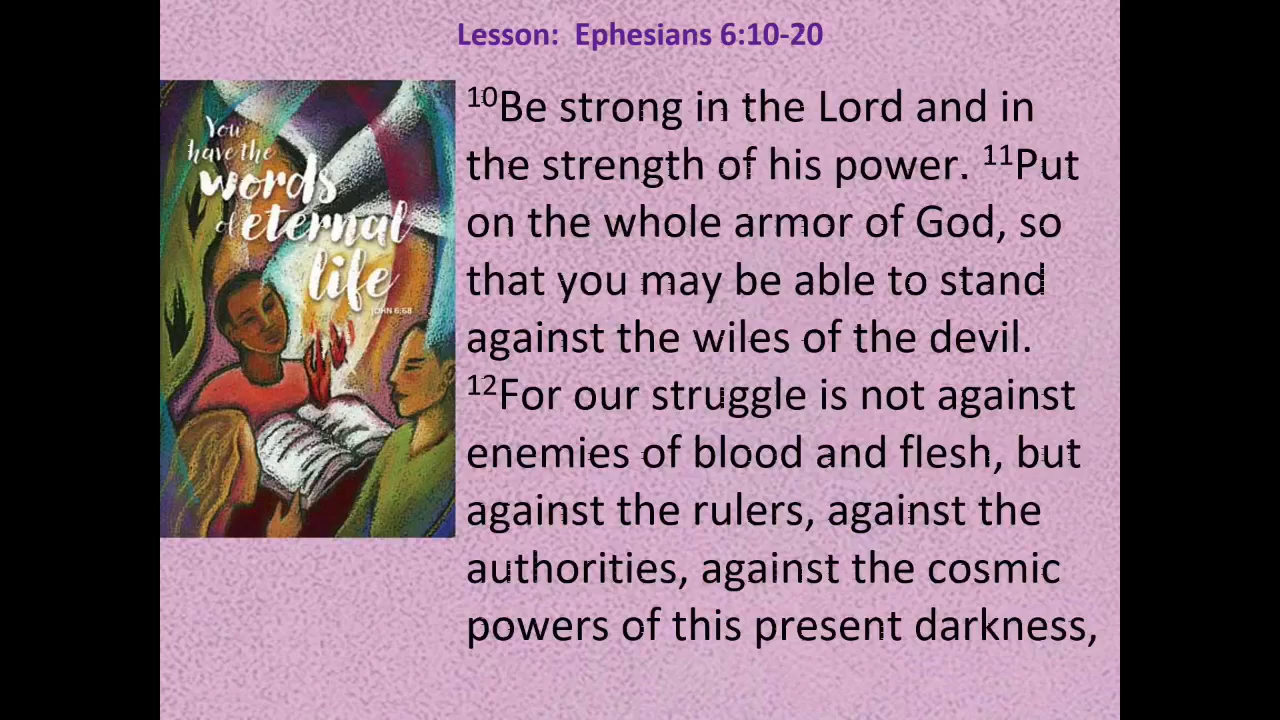 Lesson: Ephesians 6:10-20
You
have the
words
of eternal
life
JOHN 6:68
10Be strong in the Lord and in
the strength of his power. 11Put
on the whole armor of God, so
that you may be able to stand
against the wiles of the devil.
12For our struggle is not against
enemies of blood and flesh, but
against the rulers, against the
authorities, against the cosmic
powers of this present darkness,